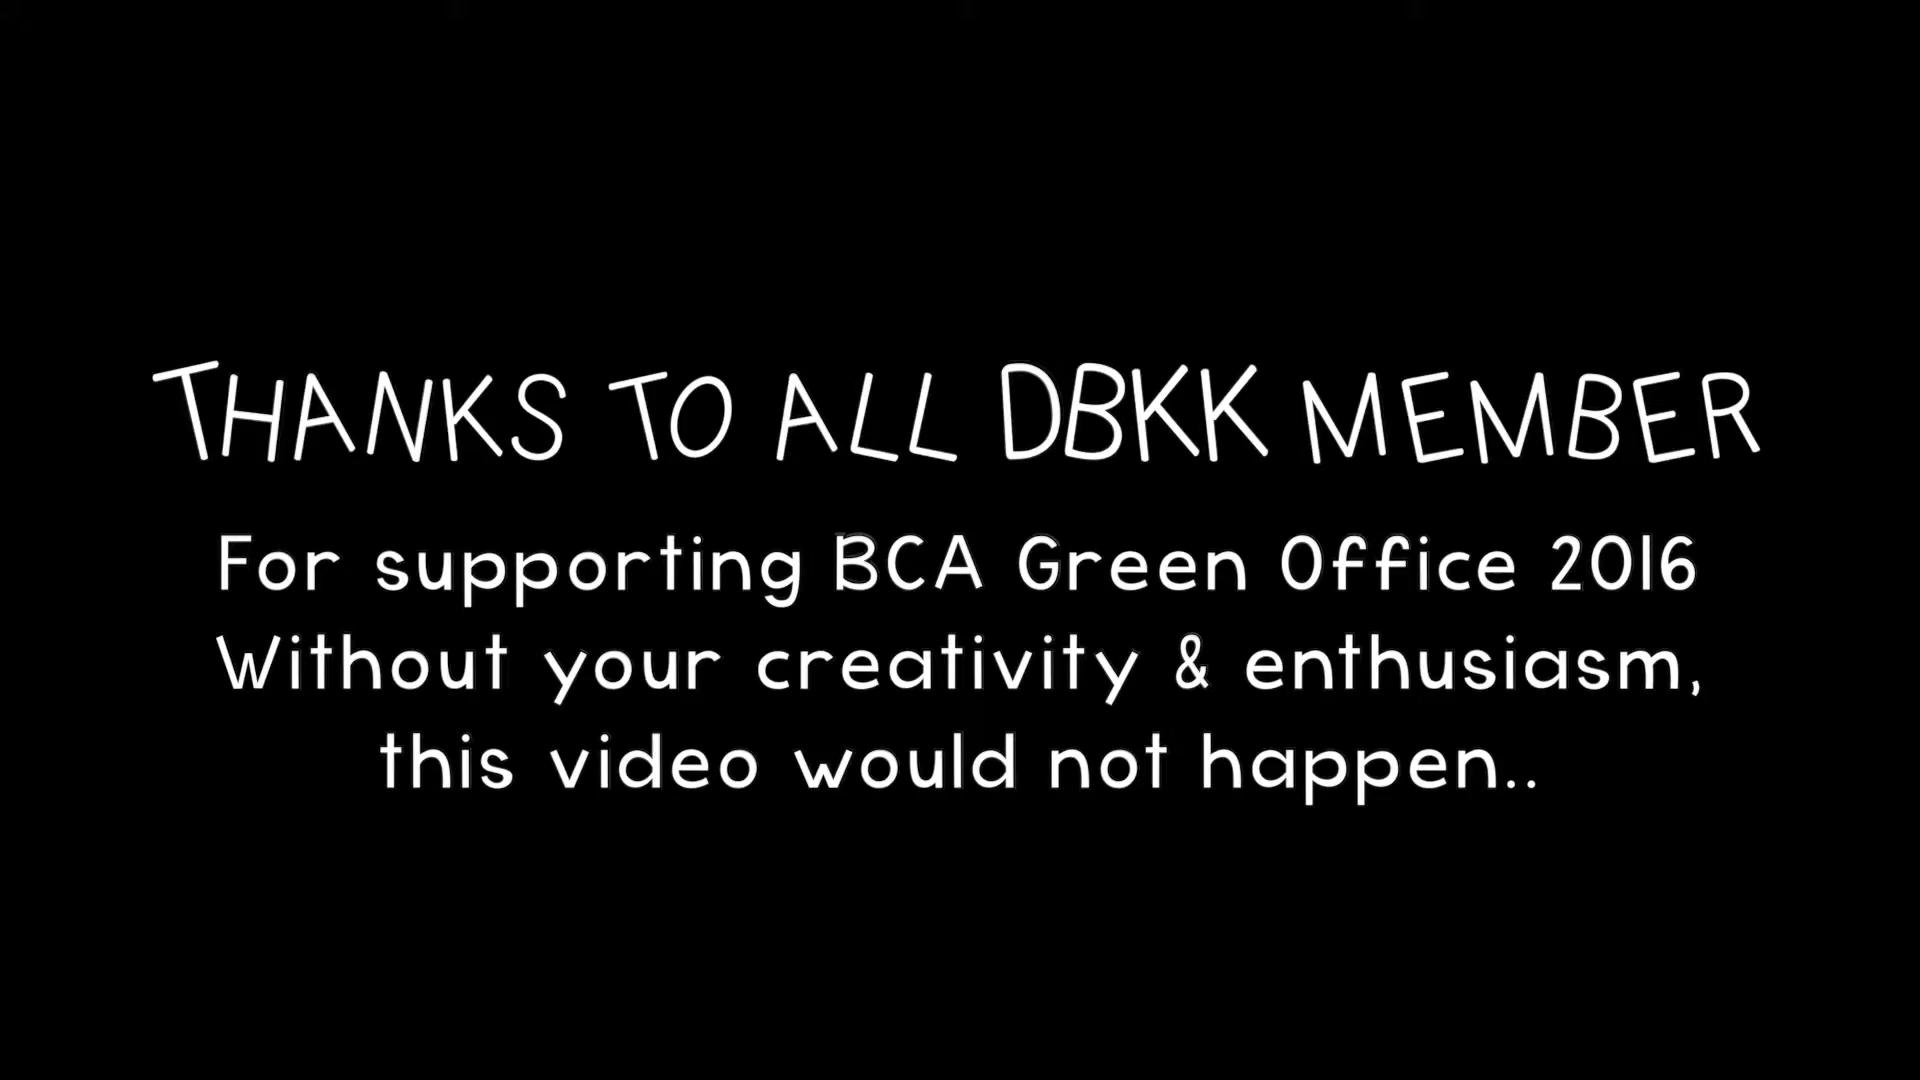 THANKS TO ALL DBKK MEMBER
For supporting BCA Green Office 2016
Without your creativity & enthusiasm,
this video would not happen..